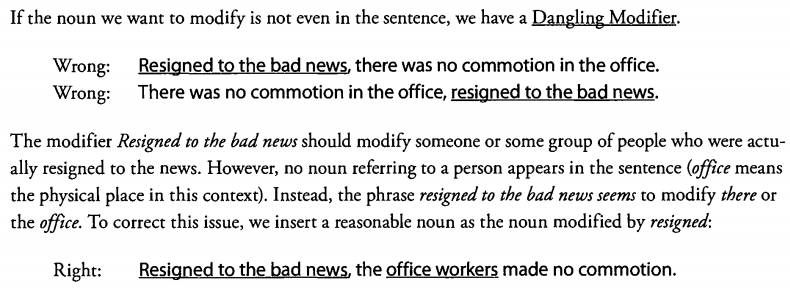 If the noun we want to modify is not even in the sentence, we have a Dangling Modifier.
Wrong: Resigned to the bad news, there was no commotion in the office.
Wrong: There was no commotion in the office, resigned to the bad news.
The modifier Resigned to the bad news should modify someone or some group of people who were actu-
ally resigned to the news. However, no noun referring to a person appears in the sentence (office means
the physical place in this context). Instead, the phrase resigned to the bad news seems to modify there or
the office. To correct this issue, we insert a reasonable noun as the noun modified by resigned:
Right: Resigned to the bad news, the office workers made no commotion.